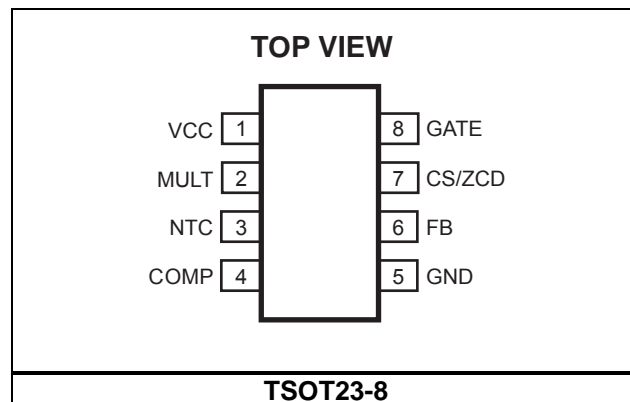 TOP VIEW
VCC 1 8 GATE
MULT 2 7 CS/ZCD
NTC 3 6 FB
COMP 4 5 GND
TSOT23-8